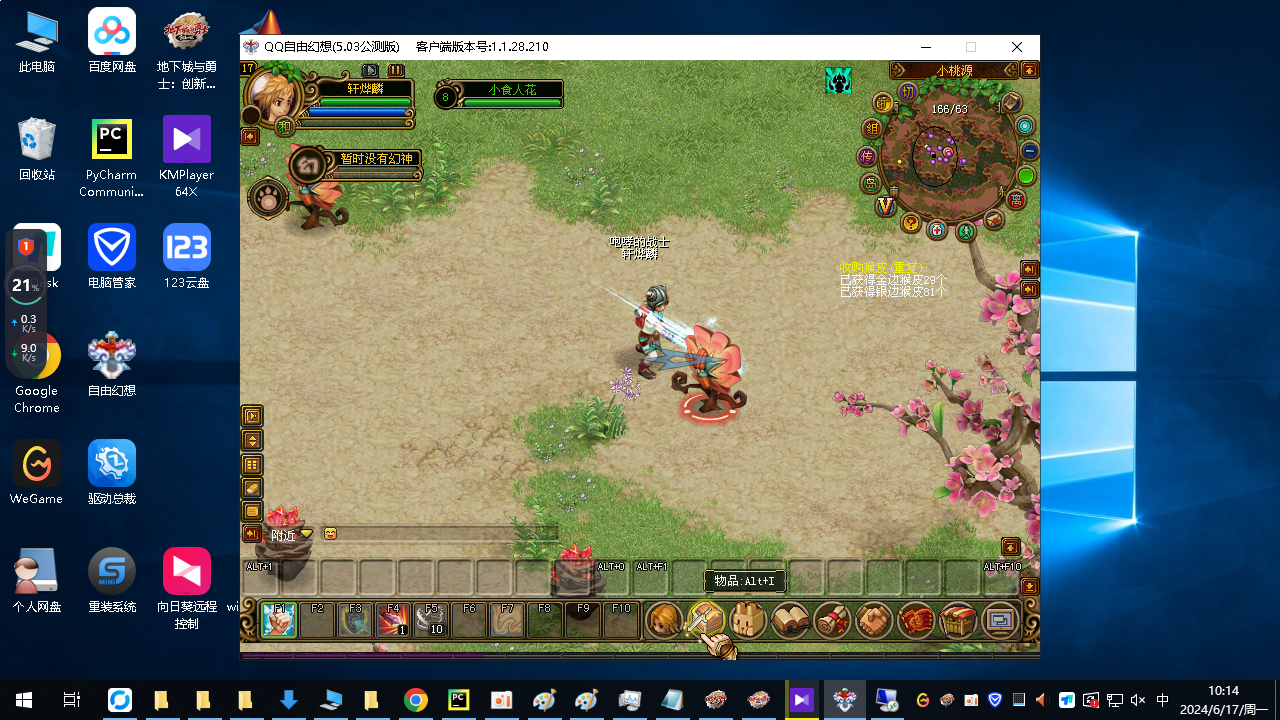 此电脑
百度网盘
地下城与勇士：创新...
回收站
PyCharm Communi...
KMPlayer 64X
电脑管家
123云盘
1
21%
0.3 K/s
9.0 K/s
Google Chrome
自由幻想
WeGame
驱动总裁
个人网盘
重装系统
向日葵远程控制
QQ自由幻想(5.03公测版) 客户端版本号:1.1.28.210
17
轩烨麟
和
8
小食人花
幻
暂时没有幻神
小桃源
166/63
切
组
传
南
离
咆哮的战士
轩烨麟
收购猴皮(重复)
已获得金边猴皮29个
已获得银边猴皮81个
附近
ALT+1
ALT+0
ALT+F1
物品:Alt+I
ALT+F10
F1
F2
F3
F4
F5
F6
F7
F8
F9
F10
1
10
中
10:14
2024/6/17/周一